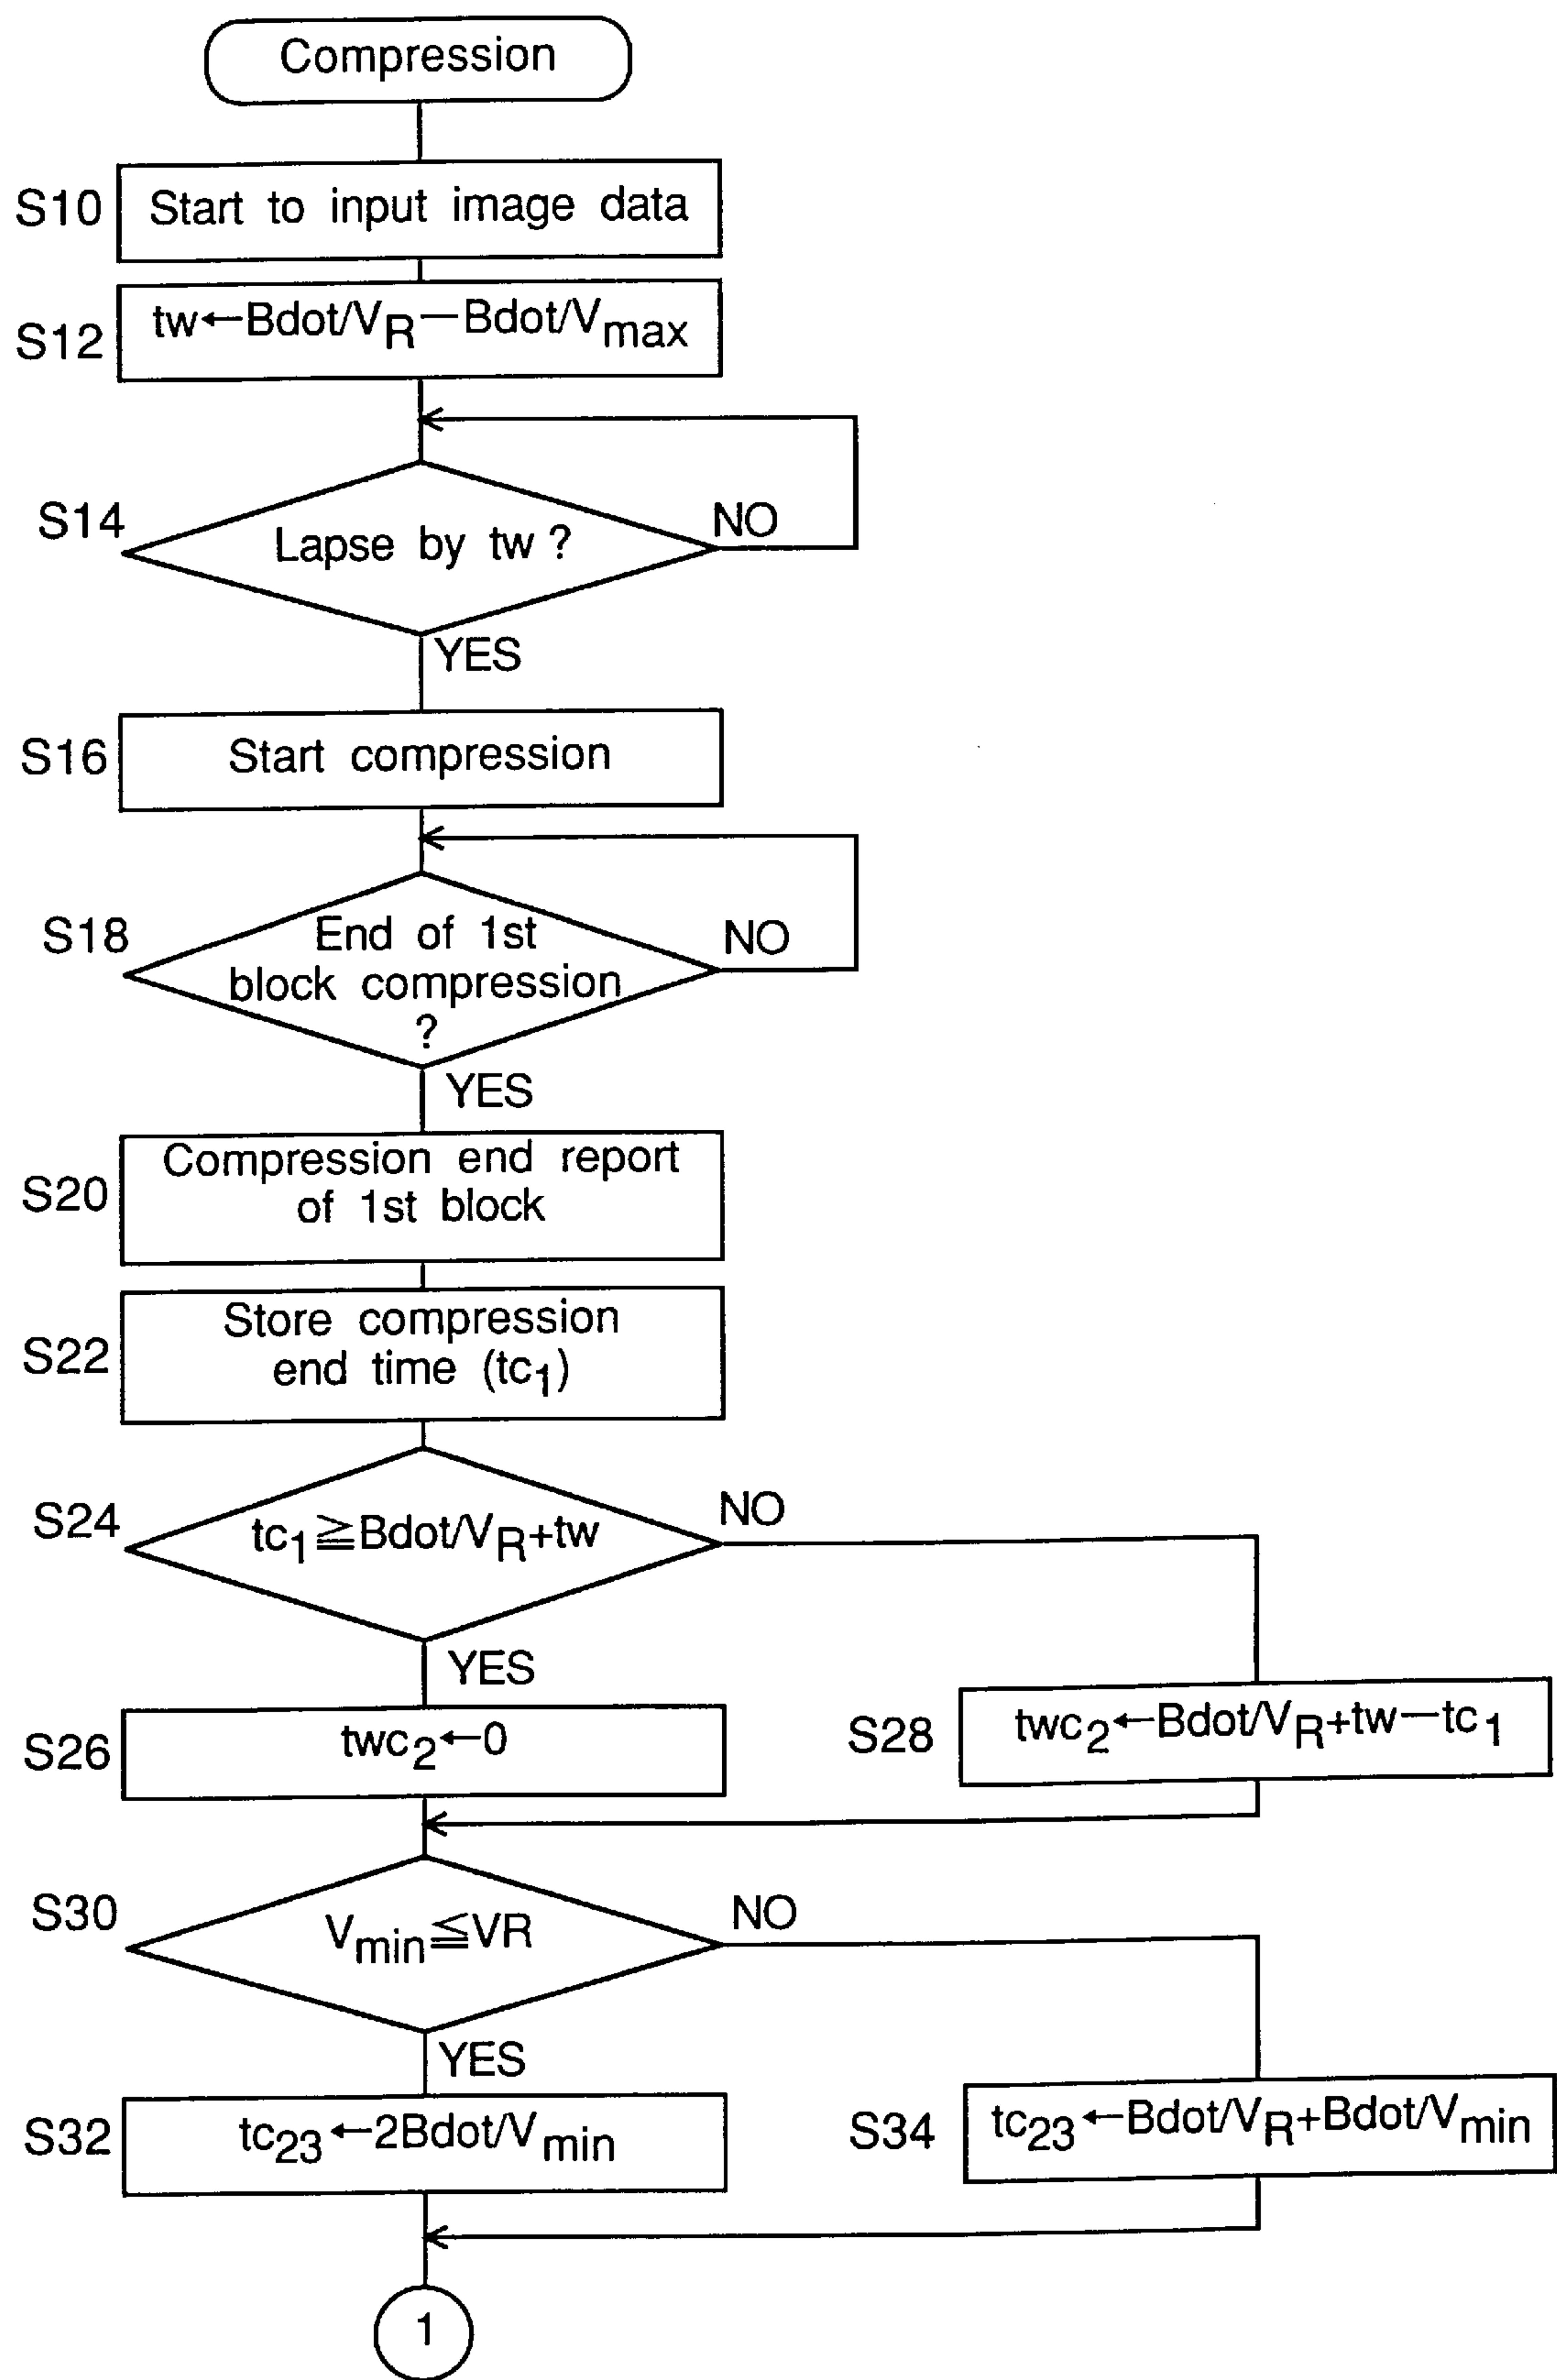 Compression
S10
Start to input image data
S12
tw←Bdot/VR−Bdot/Vmax
S14
Lapse by tw ?
NO
YES
S16
Start compression
S18
End of 1st
block compression
?
NO
YES
S20
Compression end report
of 1st block
S22
Store compression
end time (tc1)
S24
tc1≧Bdot/VR+tw
NO
YES
S26
twc2←0
S28
twc2←Bdot/VR+tw−tc1
S30
Vmin≦VR
NO
YES
S32
tc23←2Bdot/Vmin
S34
tc23←Bdot/VR+Bdot/Vmin
1